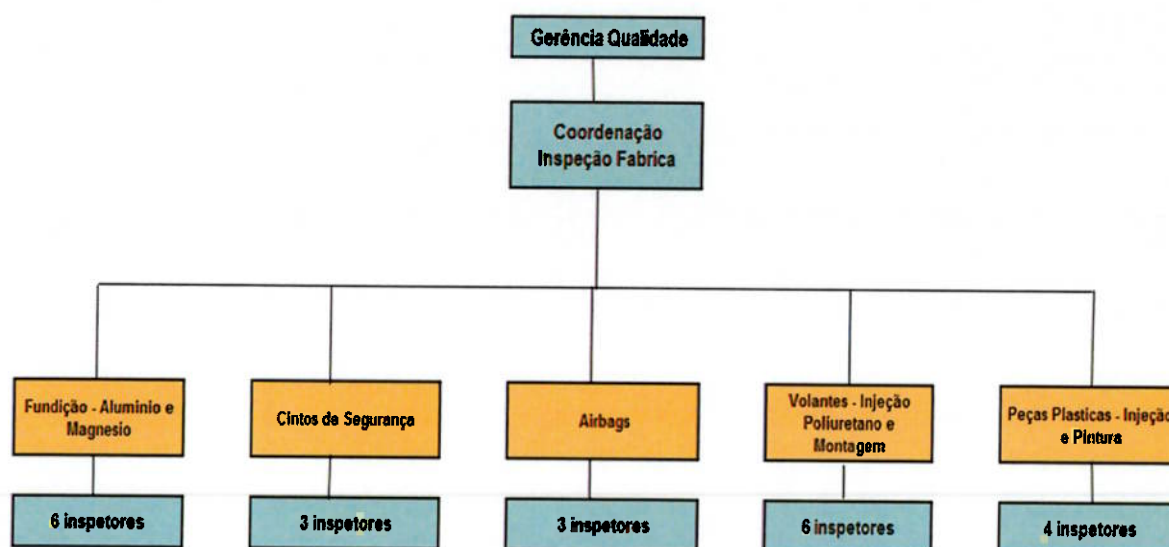 Gerência Qualidade
Coordenação
Inspeção Fabrica
Fundição - Aluminio e
Magnesio
Cintos de Segurança
Airbags
Volantes - Injeção
Poliuretano e
Montagem
Peças Plasticas - Injeção
e Pintura
6 inspetores
3 inspetores
3 inspetores
6 inspetores
4 inspetores